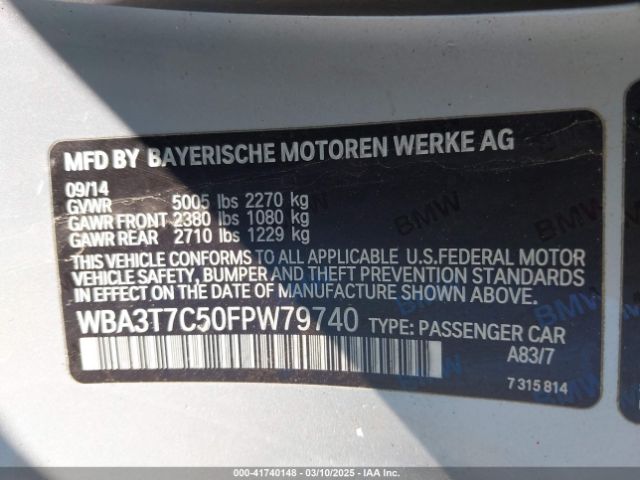 MFD BY BAYERISCHE MOTOREN WERKE AG
09/14
GVWR 5005 lbs 2270 kg
GAWR FRONT 2380 lbs 1080 kg
GAWR REAR 2710 lbs 1229 kg
THIS VEHICLE CONFORMS TO ALL APPLICABLE U.S.FEDERAL MOTOR
VEHICLE SAFETY, BUMPER AND THEFT PREVENTION STANDARDS
IN EFFECT ON THE DATE OF MANUFACTURE SHOWN ABOVE.
WBA3T7C50FPW79740 TYPE: PASSENGER CAR
A83/7
7 315 814
BMW
BMW
BMW
000-41740148 - 03/10/2025 - IAA Inc.